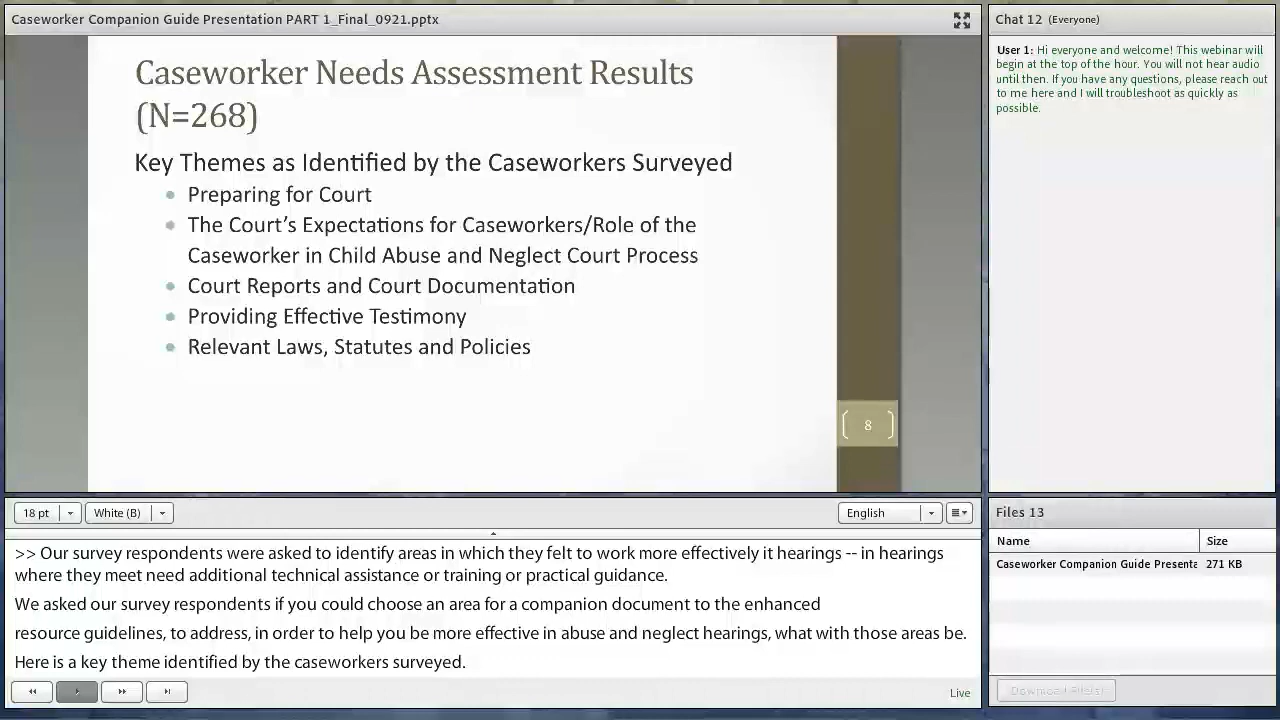 Caseworker Companion Guide Presentation PART 1_Final_0921.pptx
Caseworker Needs Assessment Results
(N=268)
Key Themes as Identified by the Caseworkers Surveyed
Preparing for Court
The Court’s Expectations for Caseworkers/Role of the
Caseworker in Child Abuse and Neglect Court Process
Court Reports and Court Documentation
Providing Effective Testimony
Relevant Laws, Statutes and Policies
8
Chat 12 (Everyone)
User 1: Hi everyone and welcome! This webinar will
begin at the top of the hour. You will not hear audio
until then. If you have any questions, please reach out
to me here and I will troubleshoot as quickly as
possible.
18 pt White (B) English
>> Our survey respondents were asked to identify areas in which they felt to work more effectively it hearings -- in hearings
where they meet need additional technical assistance or training or practical guidance.
We asked our survey respondents if you could choose an area for a companion document to the enhanced
resource guidelines, to address, in order to help you be more effective in abuse and neglect hearings, what with those areas be.
Here is a key theme identified by the caseworkers surveyed.
Live
Files 13
Name Size
Caseworker Companion Guide Presenta 271 KB
Download File(s)